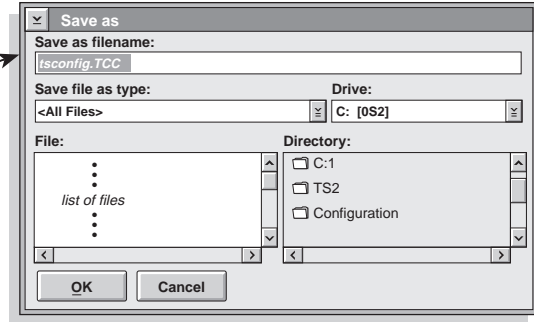 Save as
Save as filename:
tsconfig.TCC
Save file as type:
Drive:
<All Files>
C: [0S2]
File:
Directory:
list of files
C:1
TS2
Configuration
OK
Cancel